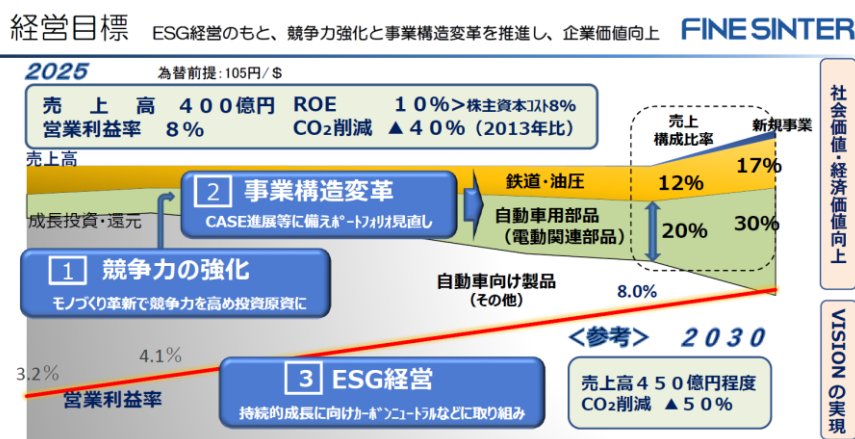 経営目標 ESG経営のもと、競争力強化と事業構造変革を推進し、企業価値向上 FINE SINTER
2025 為替前提:105円/$
売上高 400億円 ROE 10%>株主資本コスト8%
営業利益率 8% CO₂削減 ▲40%(2013年比)
売上高
成長投資・還元
2 事業構造変革
CASE進展等に備えポートフォリオ見直し
1 競争力の強化
モノづくり革新で競争力を高め投資原資に
売上
構成比率
新規事業
鉄道・油圧
12%
17%
自動車用部品
(電動関連部品)
20%
30%
自動車向け製品
(その他)
8.0%
4.1%
3.2%
営業利益率
3 ESG経営
持続的成長に向けカーボンニュートラルなどに取り組み
<参考> 2030
売上高450億円程度
CO₂削減 ▲50%
社会価値・経済価値向上
VISIONの実現